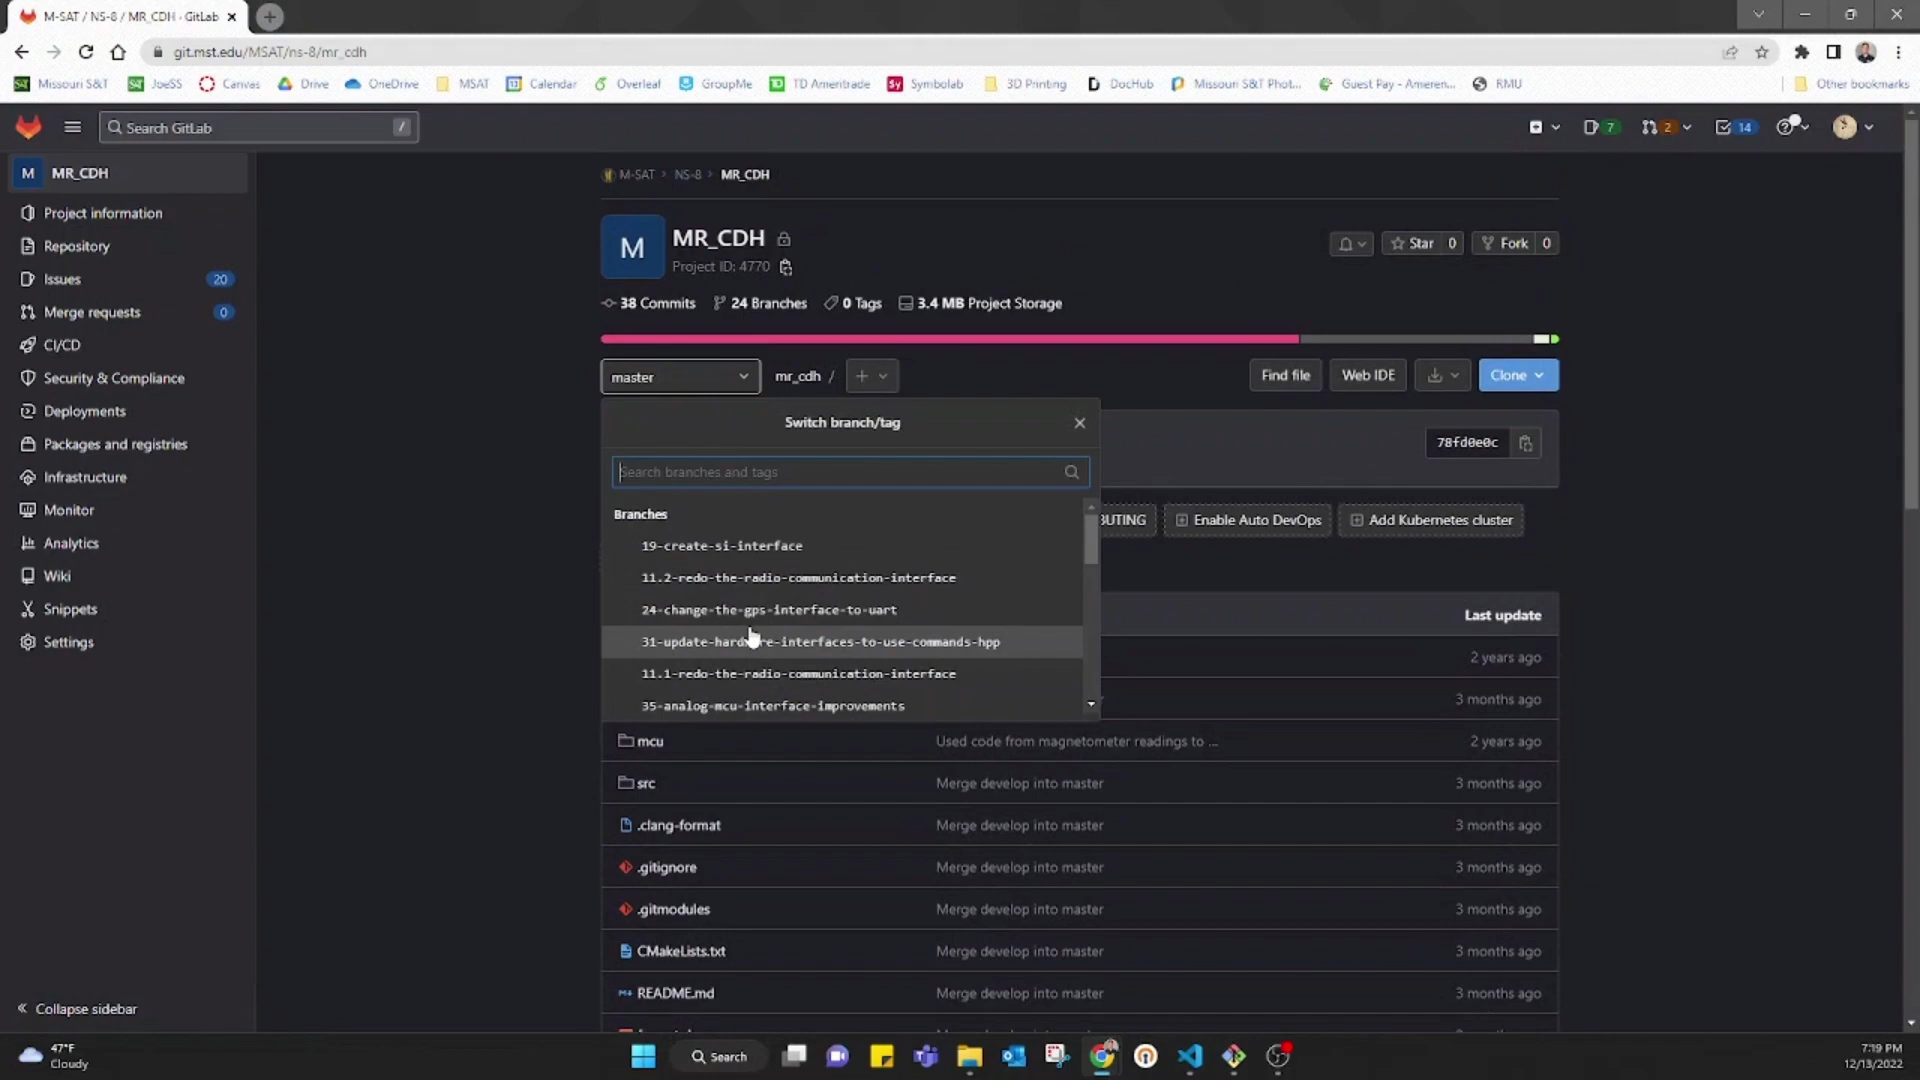 M-SAT / NS-8 / MR_CDH · GitLab
git.mst.edu/MSAT/ns-8/mr_cdh
Missouri S&T JoeSS Canvas Drive OneDrive MSAT Calendar Overleaf GroupMe TD Ameritrade Symbolab 3D Printing DocHub Missouri S&T Phot... Guest Pay - Ameren... RMU Other bookmarks
Search GitLab /
7 2 14
M MR_CDH
Project information
Repository
Issues 20
Merge requests 0
CI/CD
Security & Compliance
Deployments
Packages and registries
Infrastructure
Monitor
Analytics
Wiki
Snippets
Settings
Collapse sidebar
M-SAT > NS-8 > MR_CDH
M
MR_CDH
Project ID: 4770
Star 0 Fork 0
38 Commits 24 Branches 0 Tags 3.4 MB Project Storage
master mr_cdh / + Find file Web IDE Clone
Switch branch/tag
78fd0e0c
Search branches and tags
Branches
BUTING Enable Auto DevOps Add Kubernetes cluster
19-create-si-interface
11.2-redo-the-radio-communication-interface
24-change-the-gps-interface-to-uart
31-update-hardware-interfaces-to-use-commands-hpp
11.1-redo-the-radio-communication-interface
35-analog-mcu-interface-improvements
Last update
2 years ago
3 months ago
mcu Used code from magnetometer readings to ... 2 years ago
src Merge develop into master 3 months ago
.clang-format Merge develop into master 3 months ago
.gitignore Merge develop into master 3 months ago
.gitmodules Merge develop into master 3 months ago
CMakeLists.txt Merge develop into master 3 months ago
README.md Merge develop into master 3 months ago
47°F
Cloudy
Search
7:19 PM
12/13/2022